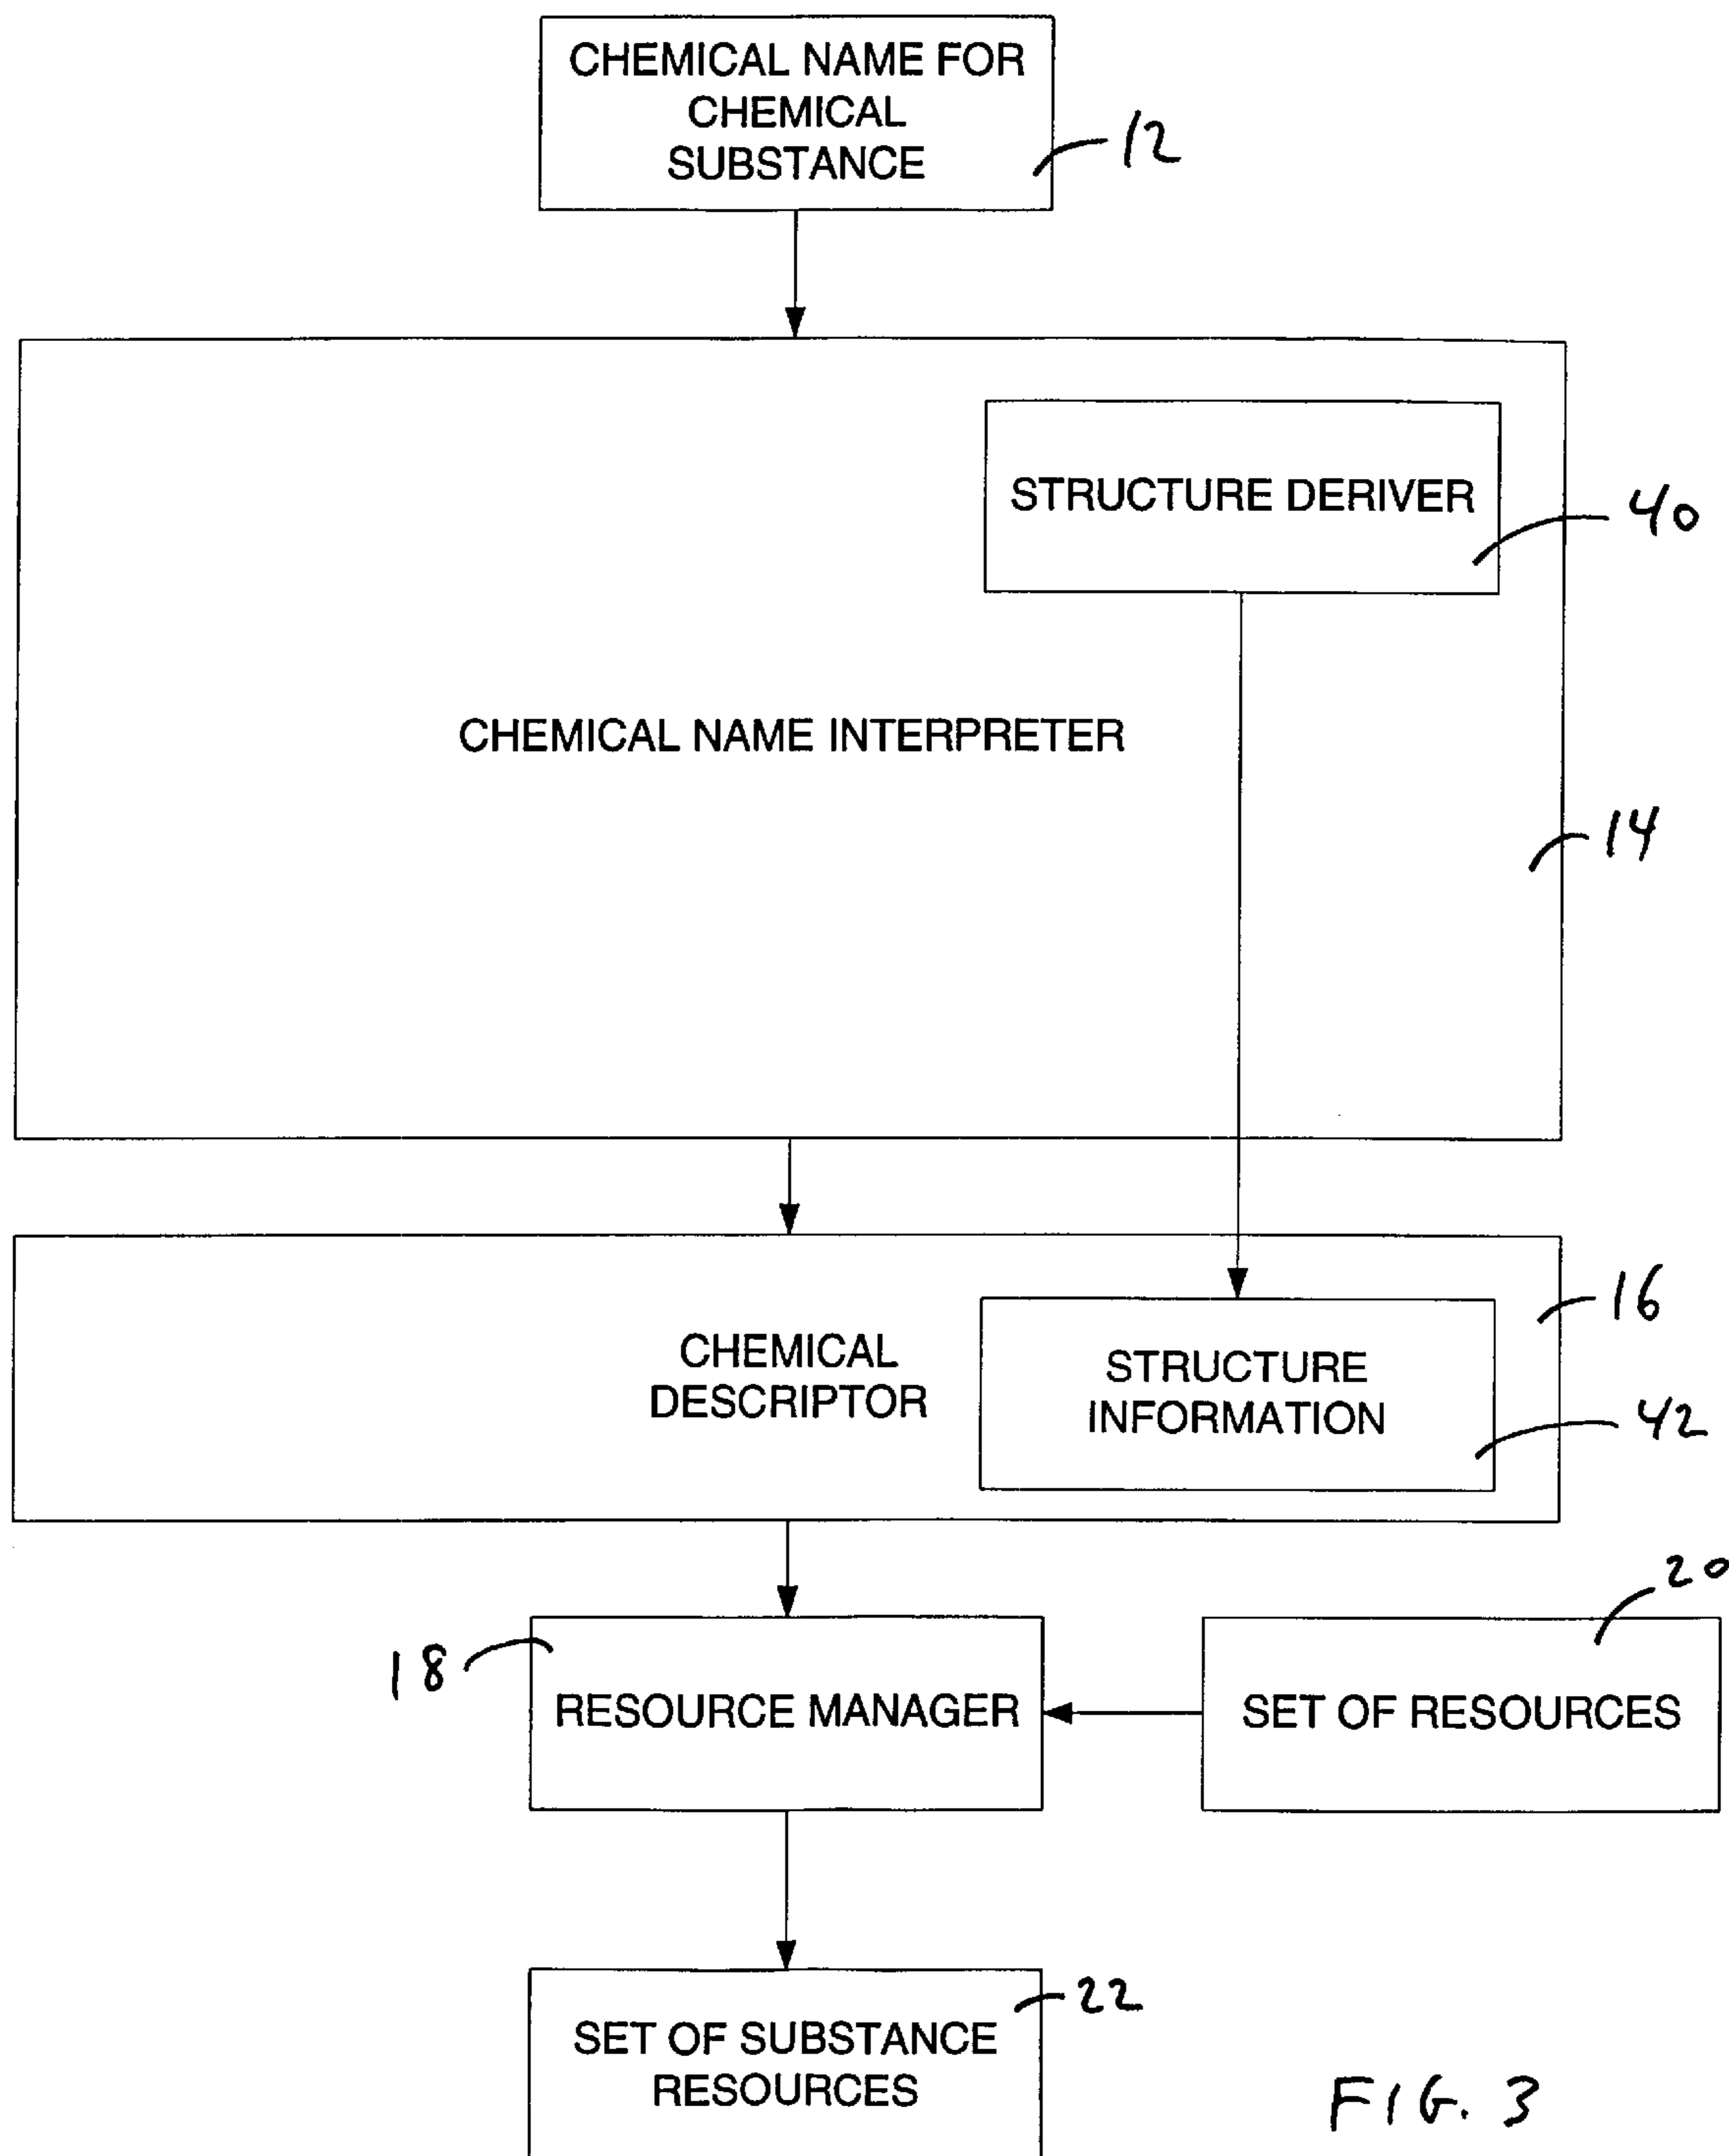 CHEMICAL NAME FOR
CHEMICAL
SUBSTANCE
12
STRUCTURE DERIVER
40
CHEMICAL NAME INTERPRETER
14
16
CHEMICAL
DESCRIPTOR
STRUCTURE
INFORMATION
42
20
18
RESOURCE MANAGER
SET OF RESOURCES
22
SET OF SUBSTANCE
RESOURCES
FIG. 3